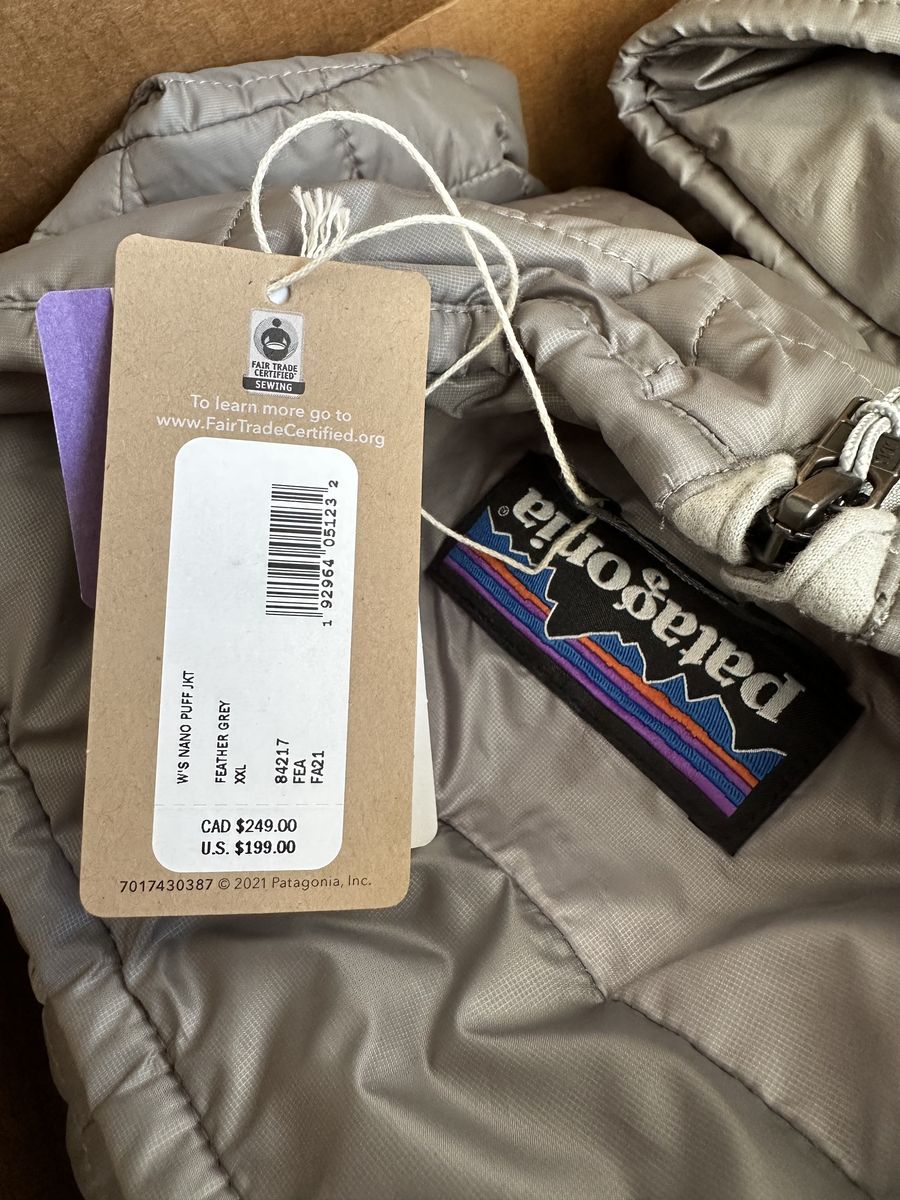 FAIR TRADE
CERTIFIED™
SEWING
To learn more go to
www.FairTradeCertified.org
1 92964 05123 2
W'S NANO PUFF JKT
FEATHER GREY
XXL
84217
FEA
FA21
CAD $249.00
U.S. $199.00
7017430387 © 2021 Patagonia, Inc.
patagonia®